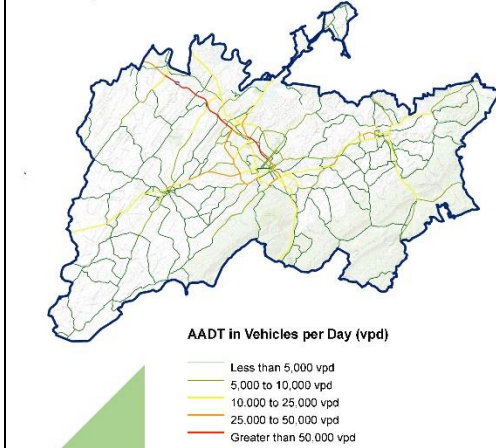 AADT in Vehicles per Day (vpd)
Less than 5,000 vpd
5,000 to 10,000 vpd
10.000 to 25,000 vpd
25.000 to 50,000 vpd
Greater than 50.000 vpd